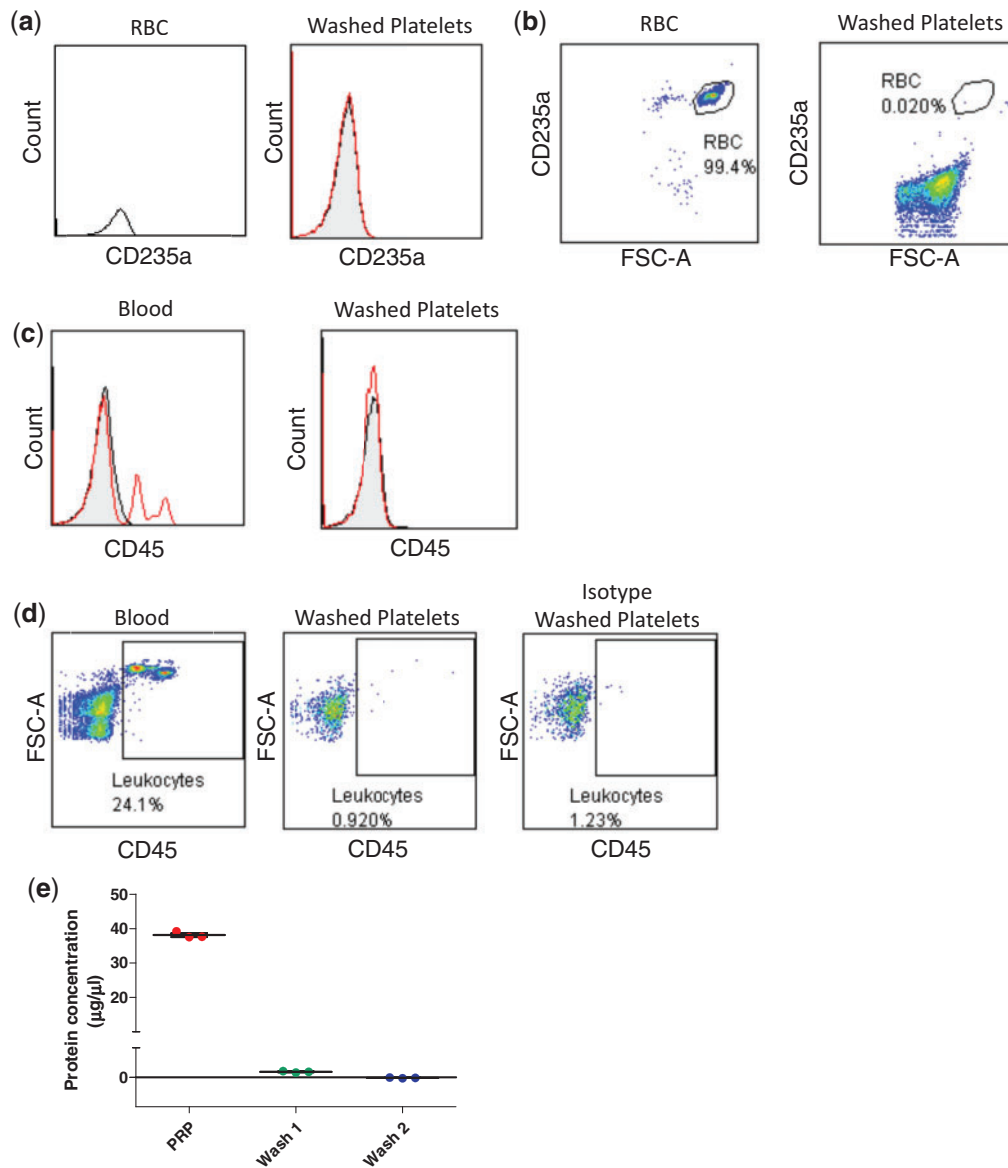 (a)
RBC
Washed Platelets
Count
Count
CD235a
CD235a
(b)
RBC
Washed Platelets
CD235a
RBC
99.4%
CD235a
RBC
0.020%
FSC-A
FSC-A
(c)
Blood
Washed Platelets
Count
Count
CD45
CD45
(d)
Blood
Washed Platelets
Isotype
Washed Platelets
FSC-A
Leukocytes
24.1%
FSC-A
Leukocytes
0.920%
FSC-A
Leukocytes
1.23%
CD45
CD45
CD45
(e)
Protein concentration
(µg/µl)
50
40
30
20
10
0
PRP
Wash 1
Wash 2